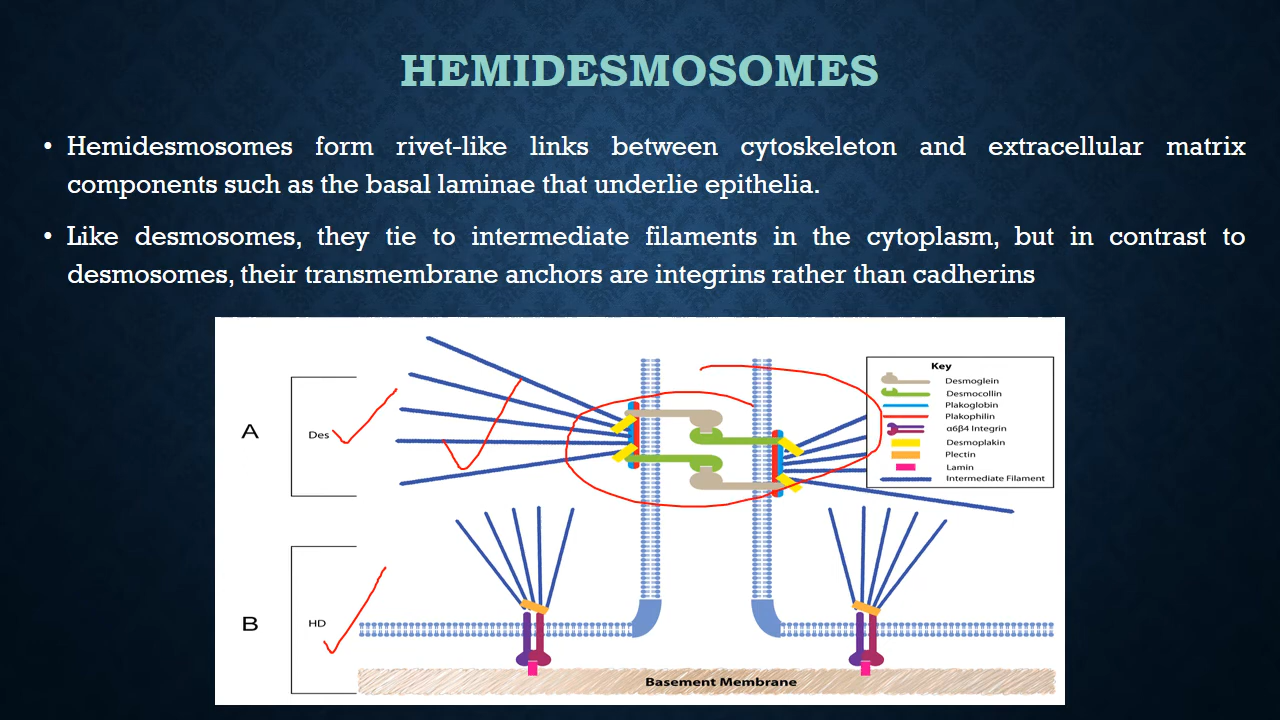 HEMIDESMOSOMES
• Hemidesmosomes form rivet-like links between cytoskeleton and extracellular matrix
components such as the basal laminae that underlie epithelia.
• Like desmosomes, they tie to intermediate filaments in the cytoplasm, but in contrast to
desmosomes, their transmembrane anchors are integrins rather than cadherins
A
Des
Key
Desmoglein
Desmocollin
Plakoglobin
Plakophilin
α6β4 Integrin
Desmoplakin
Plectin
Lamin
Intermediate Filament
B
HD
Basement Membrane